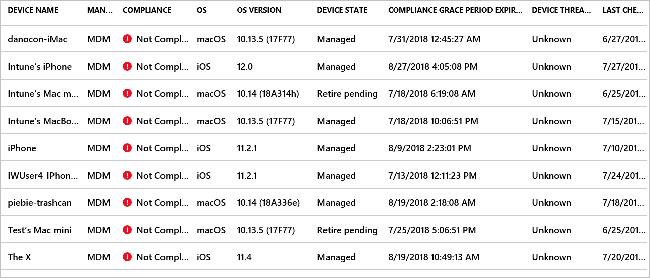 DEVICE NAME MAN... COMPLIANCE OS OS VERSION DEVICE STATE COMPLIANCE GRACE PERIOD EXPIR... DEVICE THREA... LAST CHE...
danocon-iMac MDM Not Compl... macOS 10.13.5 (17F77) Managed 7/31/2018 12:45:27 AM Unknown 6/27/201...
Intune's iPhone MDM Not Compl... iOS 12.0 Managed 8/27/2018 4:05:08 PM Unknown 7/27/201...
Intune's Mac m... MDM Not Compl... macOS 10.14 (18A314h) Retire pending 7/18/2018 6:19:08 AM Unknown 6/25/201...
Intune's MacBo... MDM Not Compl... macOS 10.13.5 (17F77) Managed 7/18/2018 10:06:51 PM Unknown 7/15/201...
iPhone MDM Not Compl... iOS 11.2.1 Managed 8/9/2018 2:23:01 PM Unknown 7/10/201...
IWUser4 IPhon... MDM Not Compl... iOS 11.2.1 Managed 7/13/2018 12:11:23 PM Unknown 7/24/201...
piebie-trashcan MDM Not Compl... macOS 10.14 (18A336e) Managed 8/19/2018 2:18:08 AM Unknown 7/18/201...
Test's Mac mini MDM Not Compl... macOS 10.13.5 (17F77) Retire pending 7/25/2018 5:06:51 PM Unknown 6/25/201...
The X MDM Not Compl... iOS 11.4 Managed 8/19/2018 10:49:13 AM Unknown 7/20/201...